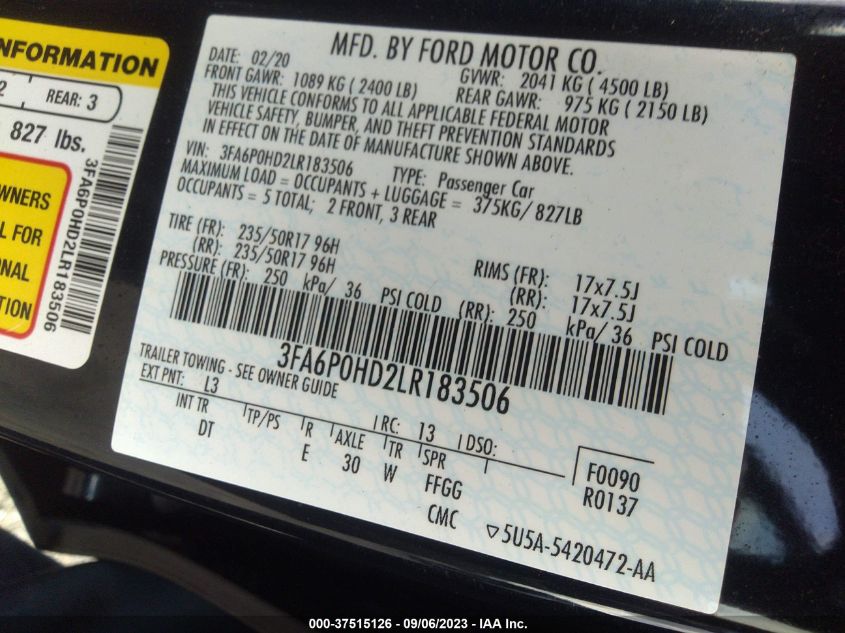 NFORMATION
2 REAR: 3
827 lbs.
WNERS
L FOR
NAL
TION
3FA6P0HD2LR183506
MFD. BY FORD MOTOR CO.
DATE: 02/20 GVWR: 2041 KG ( 4500 LB)
FRONT GAWR: 1089 KG ( 2400 LB) REAR GAWR: 975 KG ( 2150 LB)
THIS VEHICLE CONFORMS TO ALL APPLICABLE FEDERAL MOTOR
VEHICLE SAFETY, BUMPER, AND THEFT PREVENTION STANDARDS
IN EFFECT ON THE DATE OF MANUFACTURE SHOWN ABOVE.
VIN: 3FA6P0HD2LR183506 TYPE: Passenger Car
MAXIMUM LOAD = OCCUPANTS + LUGGAGE = 375KG/ 827LB
OCCUPANTS = 5 TOTAL; 2 FRONT, 3 REAR
TIRE (FR): 235/50R17 96H RIMS (FR): 17x7.5J
(RR): 235/50R17 96H (RR): 17x7.5J
PRESSURE (FR): 250 kPa/ 36 PSI COLD (RR): 250 kPa/ 36 PSI COLD
3FA6P0HD2LR183506
TRAILER TOWING - SEE OWNER GUIDE
EXT PNT: L3 RC: 13 DSO:
INT TR TP/PS R AXLE TR SPR F0090
DT E 30 W FFGG R0137
CMC ▽5U5A-5420472-AA
000-37515126 - 09/06/2023 - IAA Inc.